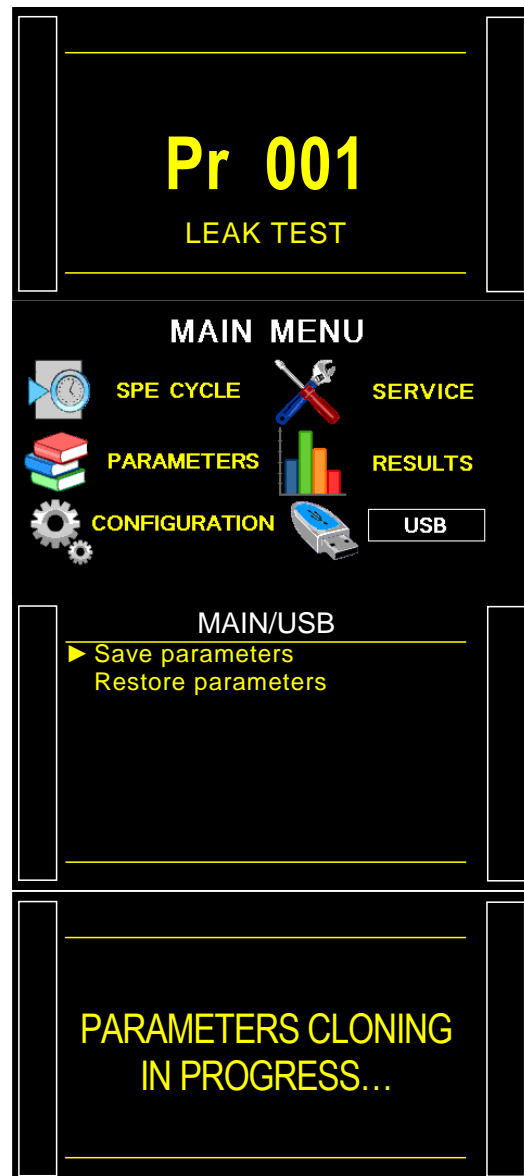 Pr 001
LEAK TEST
MAIN MENU
SPE CYCLE
SERVICE
PARAMETERS
RESULTS
CONFIGURATION
USB
MAIN/USB
► Save parameters
Restore parameters
PARAMETERS CLONING
IN PROGRESS…